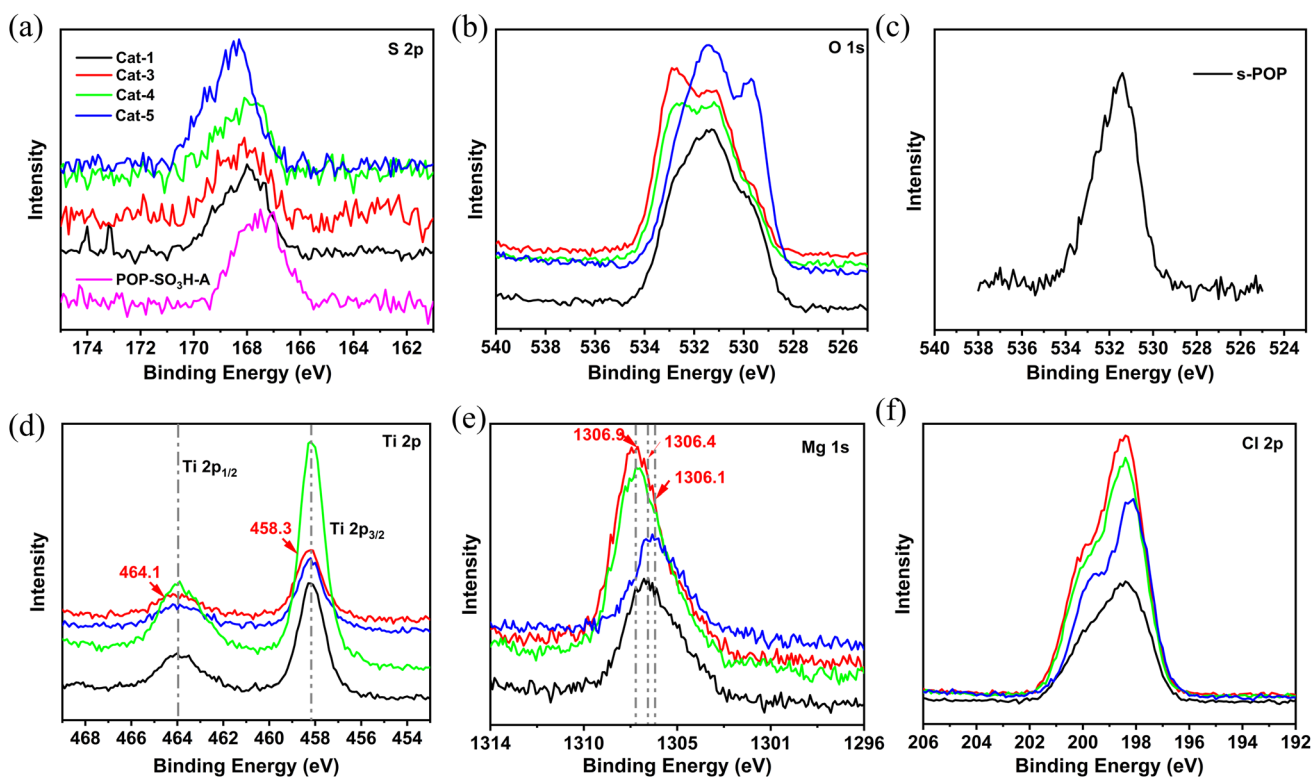 (a)
S 2p
Cat-1
Cat-3
Cat-4
Cat-5
POP-SO₃H-A
Intensity
174 172 170 168 166 164 162
Binding Energy (eV)
(b)
O 1s
Intensity
540 538 536 534 532 530 528 526
Binding Energy (eV)
(c)
s-POP
Intensity
540 538 536 534 532 530 528 526 524
Binding Energy (eV)
(d)
Ti 2p
Ti 2p₁/₂
Ti 2p₃/₂
464.1
458.3
Intensity
468 466 464 462 460 458 456 454
Binding Energy (eV)
(e)
Mg 1s
1306.9
1306.4
1306.1
Intensity
1314 1310 1305 1301 1296
Binding Energy (eV)
(f)
Cl 2p
Intensity
206 204 202 200 198 196 194 192
Binding Energy (eV)